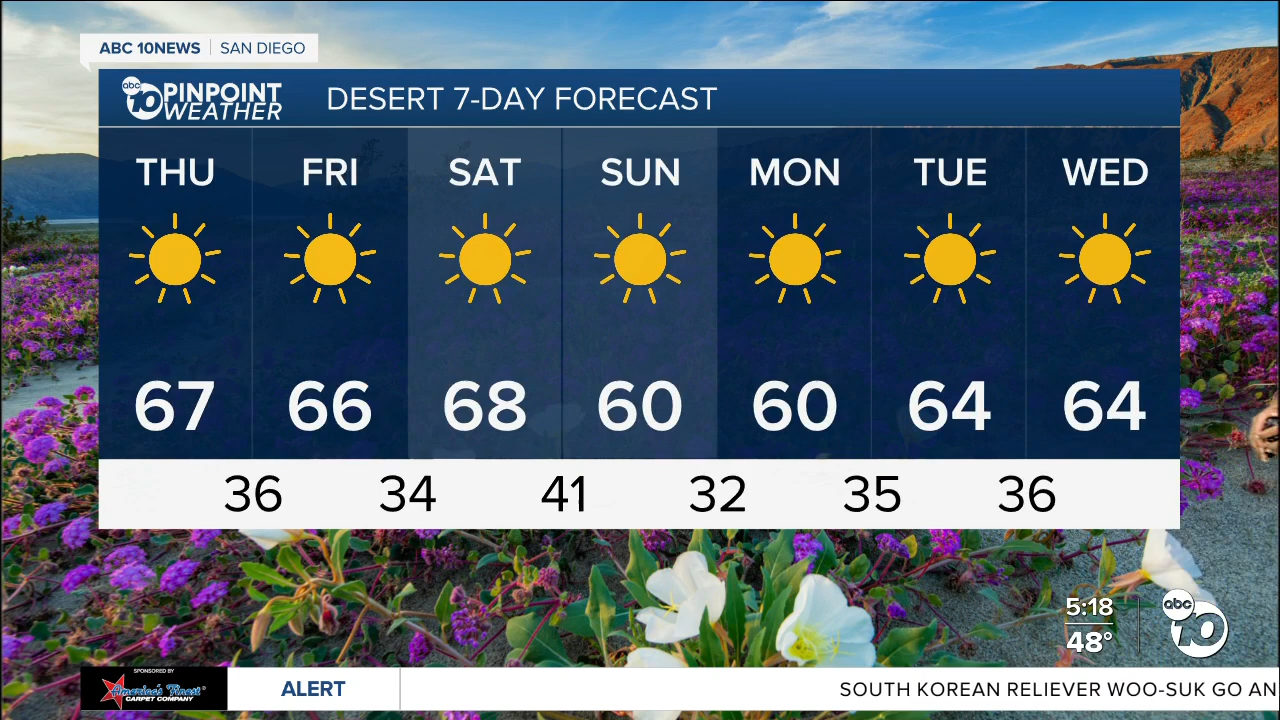 ABC 10NEWS | SAN DIEGO
abc 10 PINPOINT WEATHER
DESERT 7-DAY FORECAST
THU FRI SAT SUN MON TUE WED
67 66 68 60 60 64 64
36 34 41 32 35 36
5:18
48°
abc 10
SPONSORED BY
America's Finest
CARPET COMPANY
ALERT
SOUTH KOREAN RELIEVER WOO-SUK GO AN